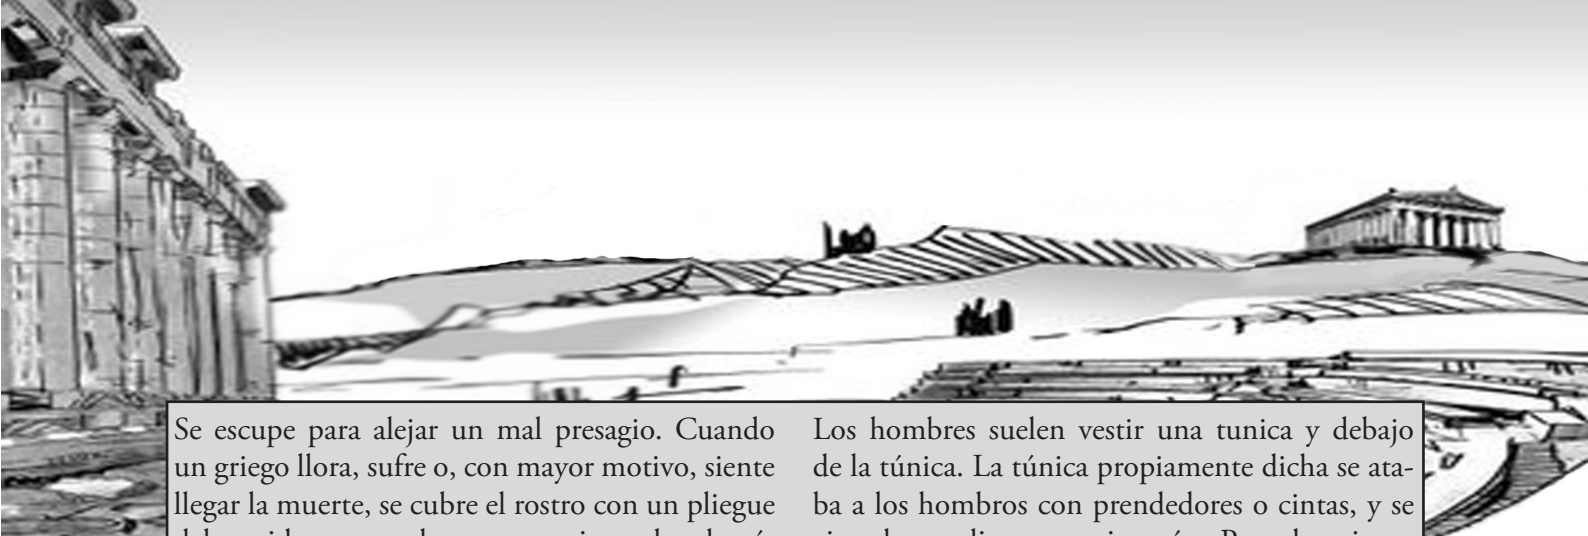 Se escupe para alejar un mal presagio. Cuando
un griego llora, sufre o, con mayor motivo, siente
llegar la muerte, se cubre el rostro con un pliegue
Los hombres suelen vestir una tunica y debajo
de la túnica. La túnica propiamente dicha se ata-
ba a los hombros con prendedores o cintas, y se